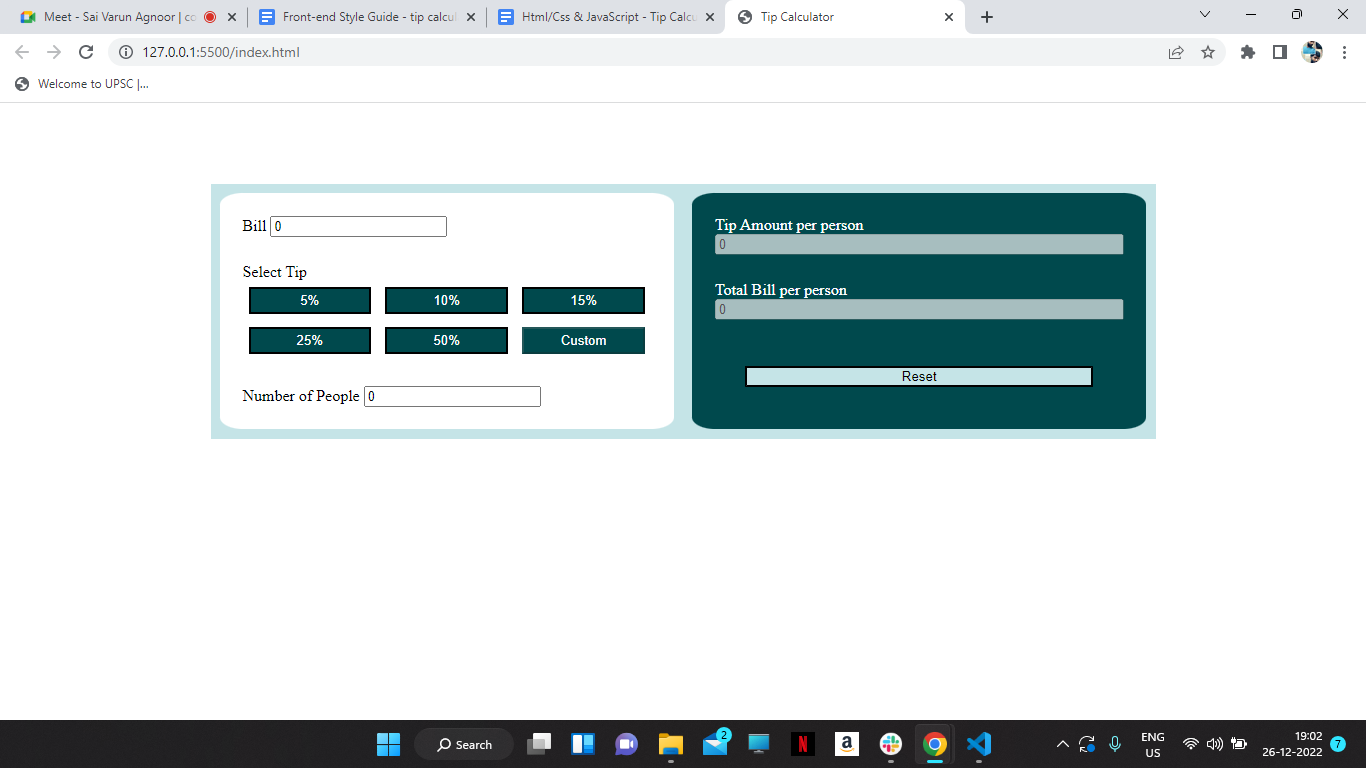 Meet - Sai Varun Agnoor | co
Front-end Style Guide - tip calcul
Html/Css & JavaScript - Tip Calcu
Tip Calculator
127.0.0.1:5500/index.html
Welcome to UPSC |...
Bill 0
Select Tip
5% 10% 15%
25% 50% Custom
Number of People 0
Tip Amount per person
0
Total Bill per person
0
Reset
Search
2
N
a
ENG
US
19:02
26-12-2022
7